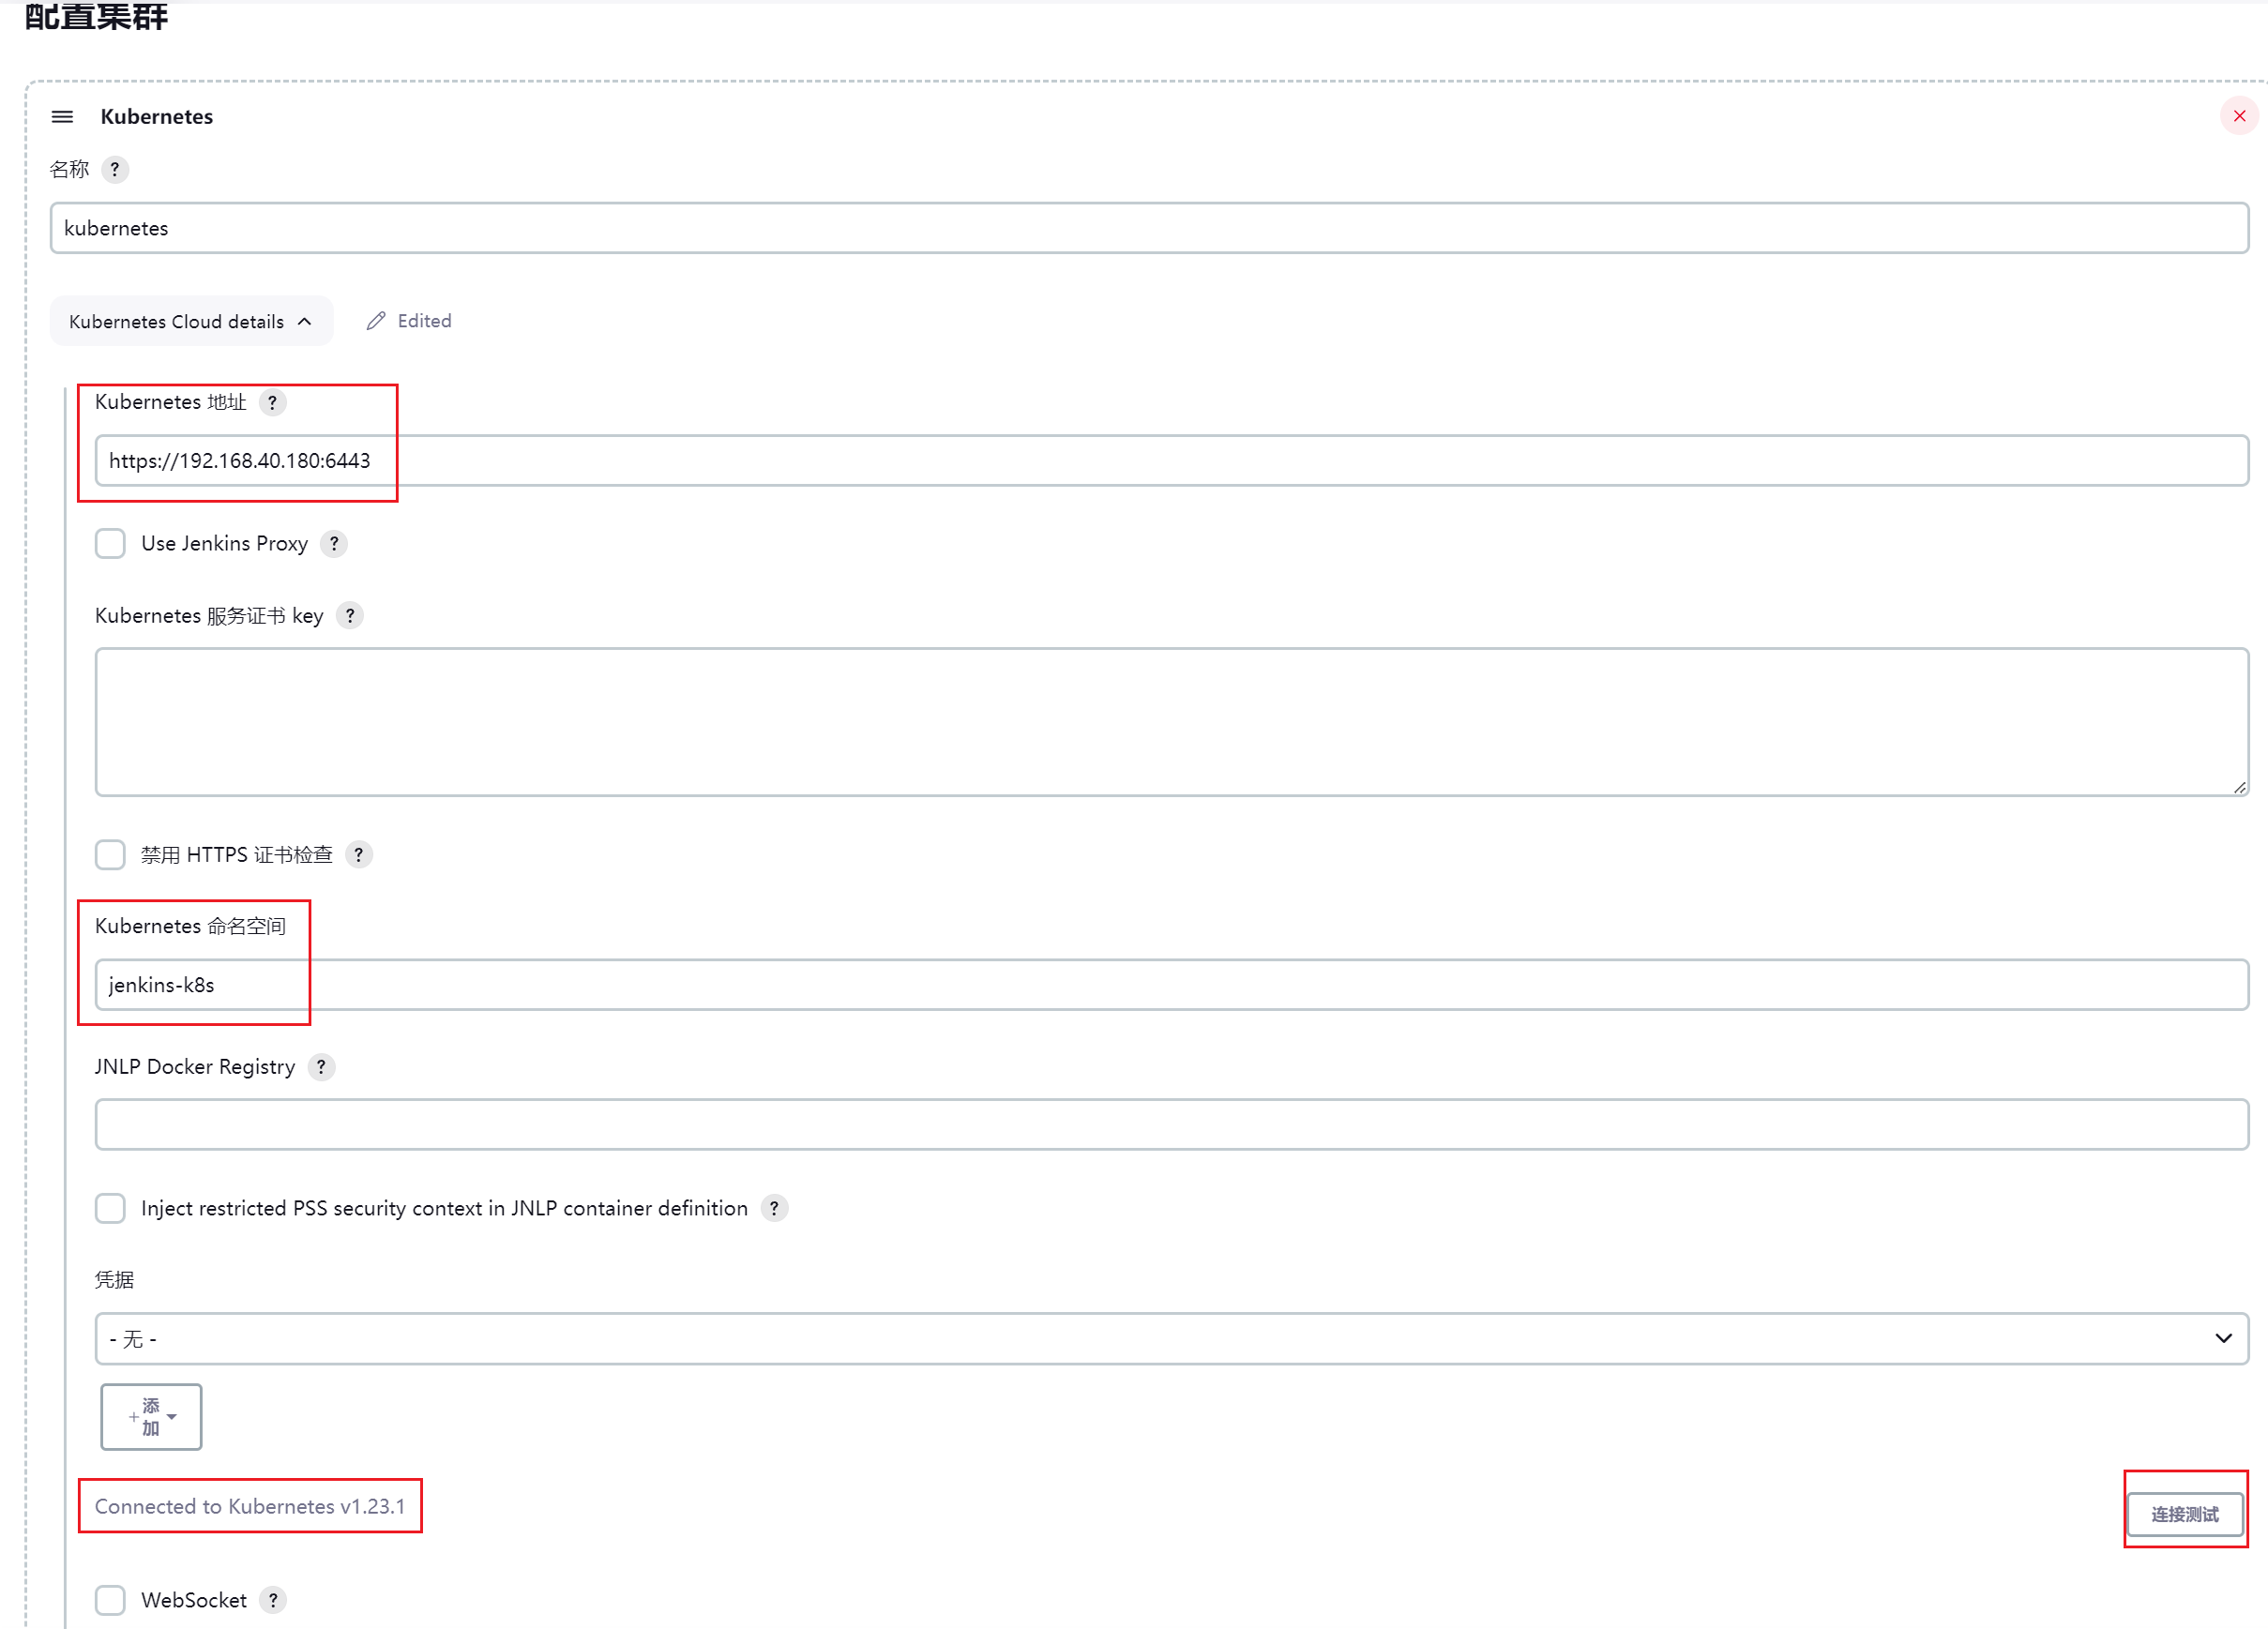 配置集群
Kubernetes
名称 ?
kubernetes
Kubernetes Cloud details Edited
Kubernetes 地址 ?
https://192.168.40.180:6443
Use Jenkins Proxy ?
Kubernetes 服务证书 key ?
禁用 HTTPS 证书检查 ?
Kubernetes 命名空间
jenkins-k8s
JNLP Docker Registry ?
Inject restricted PSS security context in JNLP container definition ?
凭据
- 无 -
+添
加
Connected to Kubernetes v1.23.1
连接测试
WebSocket ?